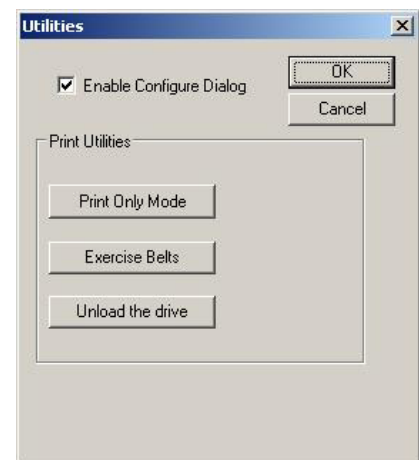 Utilities
Enable Configure Dialog
OK
Cancel
Print Utilities
Print Only Mode
Exercise Belts
Unload the drive